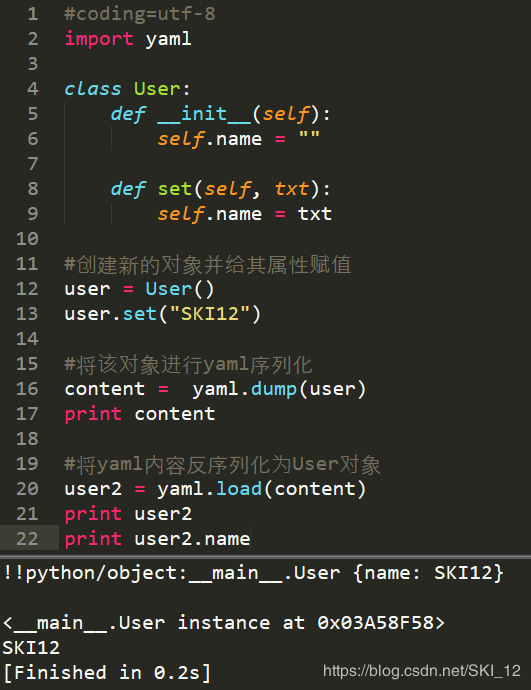 1 #coding=utf-8
2 import yaml
3
4 class User:
5     def __init__(self):
6         self.name = ""
7
8     def set(self, txt):
9         self.name = txt
10
11 #创建新的对象并给其属性赋值
12 user = User()
13 user.set("SKI12")
14
15 #将该对象进行yaml序列化
16 content =  yaml.dump(user)
17 print content
18
19 #将yaml内容反序列化为User对象
20 user2 = yaml.load(content)
21 print user2
22 print user2.name
!!python/object:__main__.User {name: SKI12}
<__main__.User instance at 0x03A58F58>
SKI12
[Finished in 0.2s]
https://blog.csdn.net/SKI_12